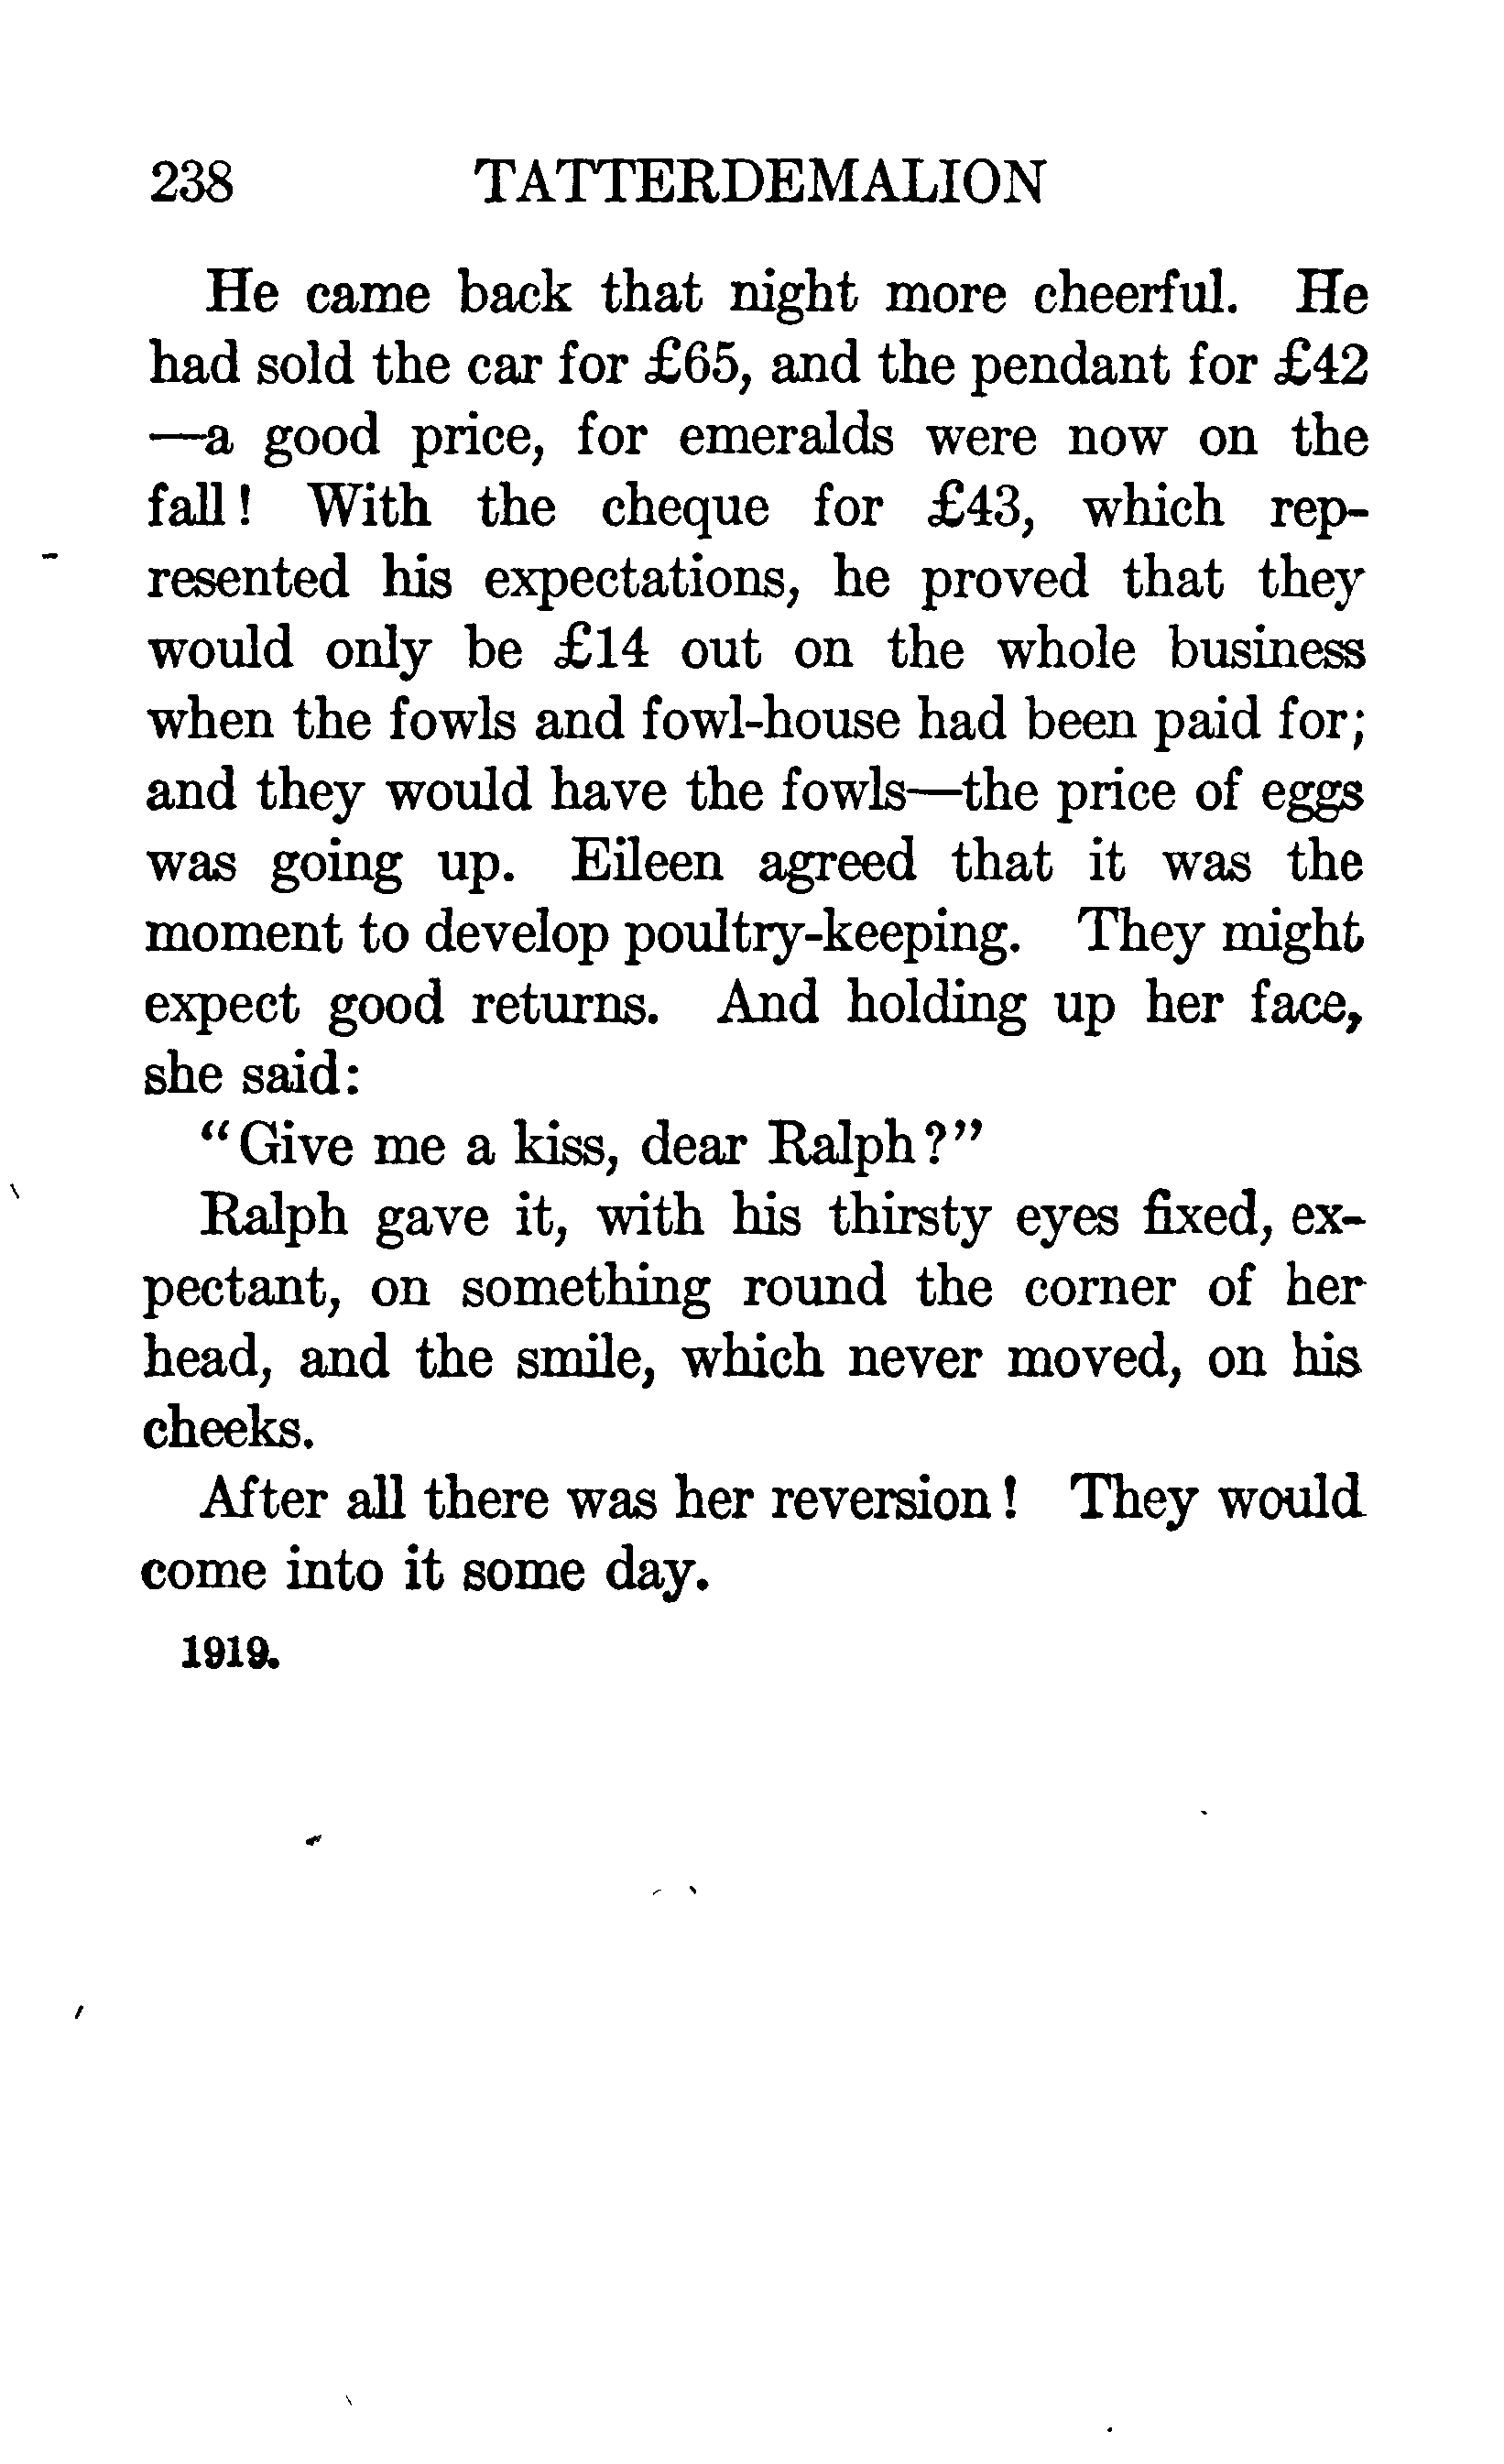 238 TATTERDEMALION
He came back that night more cheerful. He
had sold the car for £65, and the pendant for £42
—a good price, for emeralds were now on the
fall! With the cheque for £43, which rep-
resented his expectations, he proved that they
would only be £14 out on the whole business
when the fowls and fowl-house had been paid for;
and they would have the fowls—the price of eggs
was going up. Eileen agreed that it was the
moment to develop poultry-keeping. They might
expect good returns. And holding up her face,
she said:
"Give me a kiss, dear Ralph?"
Ralph gave it, with his thirsty eyes fixed, ex-
pectant, on something round the corner of her
head, and the smile, which never moved, on his
cheeks.
After all there was her reversion! They would
come into it some day.
1919.